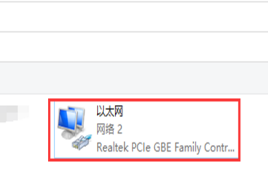 以太网
网络 2
Realtek PCIe GBE Family Contr...